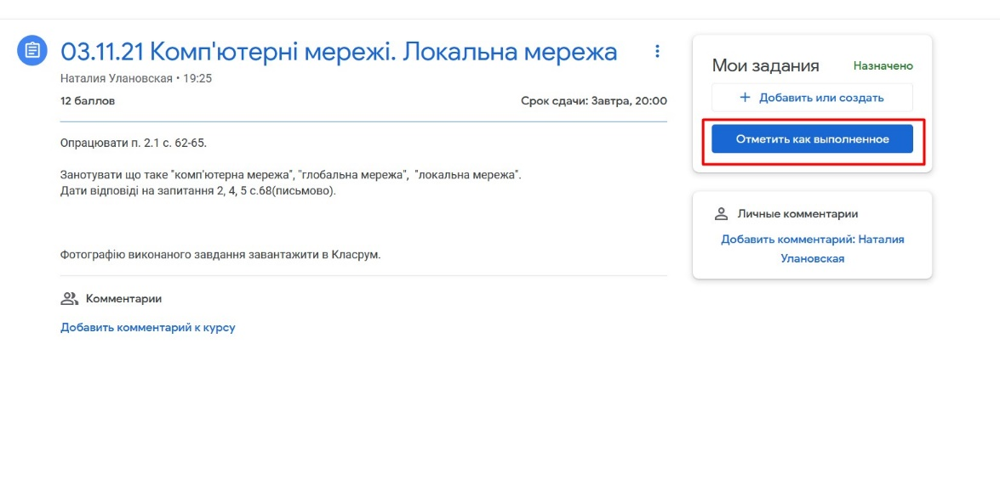 03.11.21 Комп'ютерні мережі. Локальна мережа
Наталия Улановская • 19:25
12 баллов
Срок сдачи: Завтра, 20:00
Опрацювати п. 2.1 с. 62-65.
Занотувати що таке "комп'ютерна мережа", "глобальна мережа", "локальна мережа".
Дати відповіді на запитання 2, 4, 5 с.68(письмово).
Фотографію виконаного завдання завантажити в Класрум.
Комментарии
Добавить комментарий к курсу
Мои задания
Назначено
+ Добавить или создать
Отметить как выполненное
Личные комментарии
Добавить комментарий: Наталия
Улановская